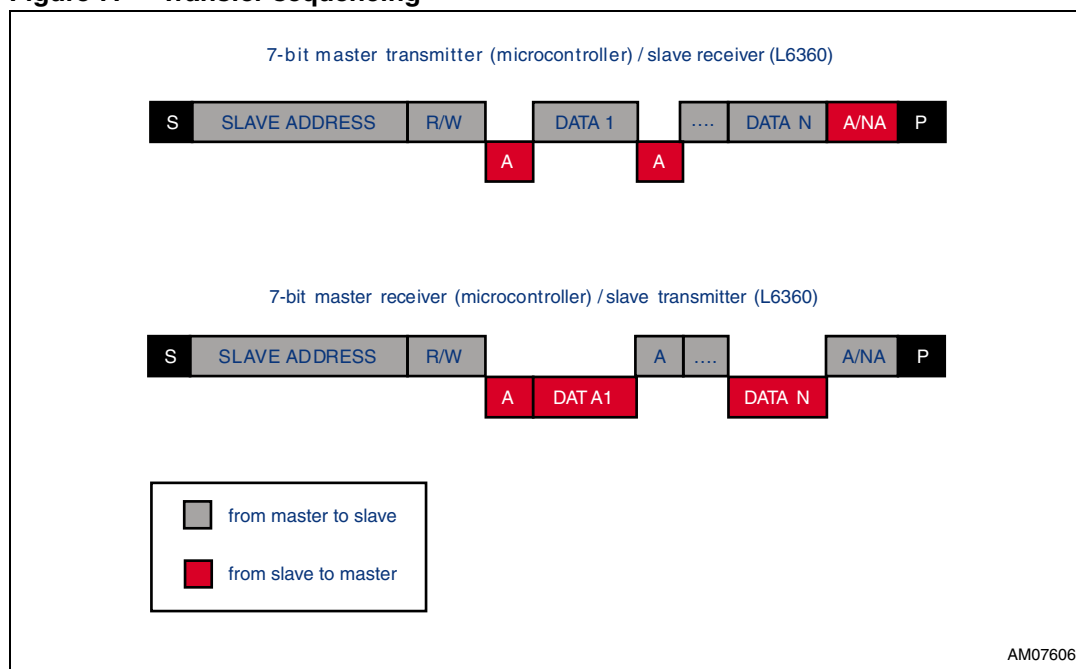 7-bit master transmitter (microcontroller) / slave receiver (L6360)
S SLAVE ADDRESS R/W DATA 1 .... DATA N A/NA P
A A
7-bit master receiver (microcontroller) / slave transmitter (L6360)
S SLAVE ADDRESS R/W A .... A/NA P
A DAT A1 DATA N
from master to slave
from slave to master
AM07606